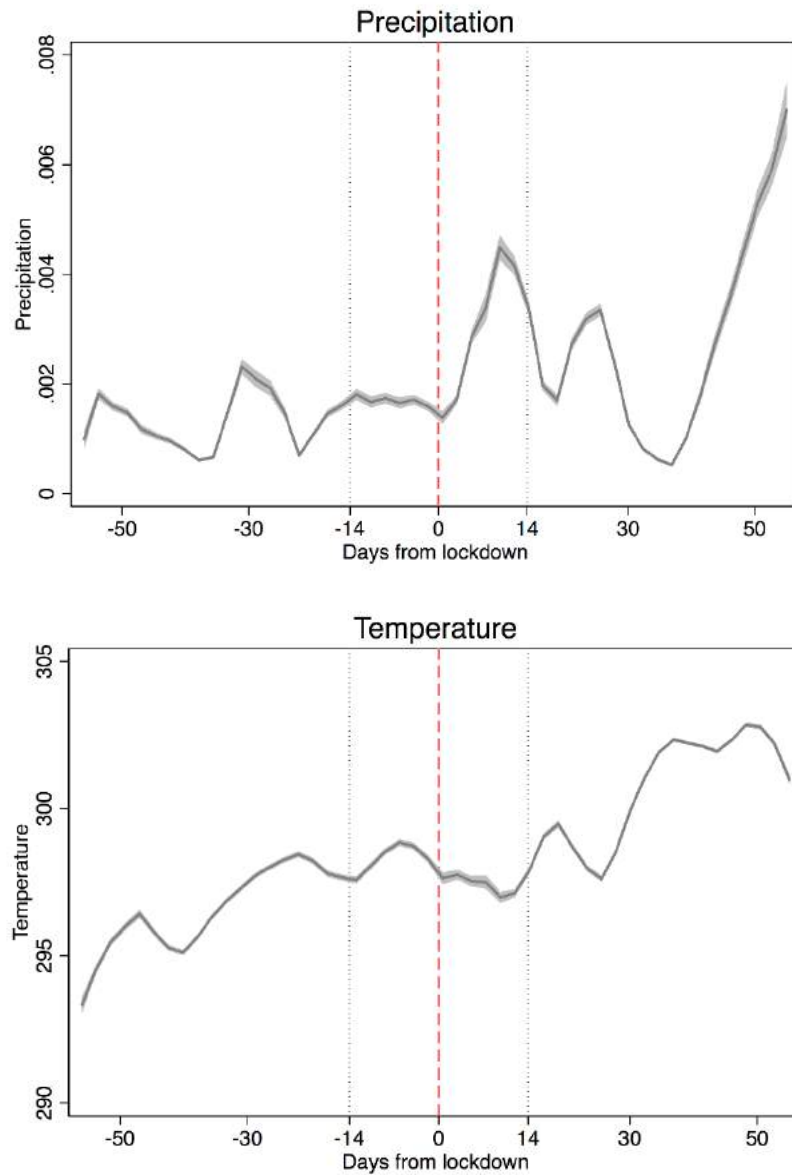 Precipitation
.008
.006
.004
.002
0
Precipitation
-50 -30 -14 0 14 30 50
Days from lockdown
Temperature
305
300
295
290
Temperature
-50 -30 -14 0 14 30 50
Days from lockdown